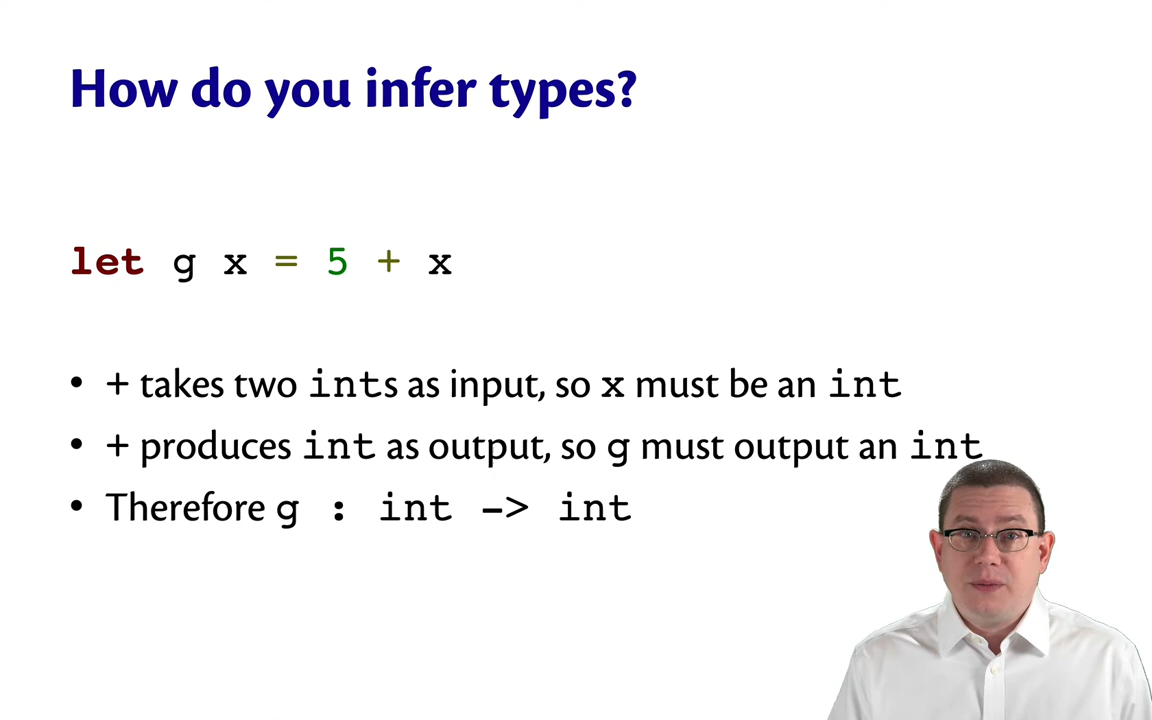 How do you infer types?
let g x = 5 + x
• + takes two ints as input, so x must be an int
• + produces int as output, so g must output an int
• Therefore g : int -> int